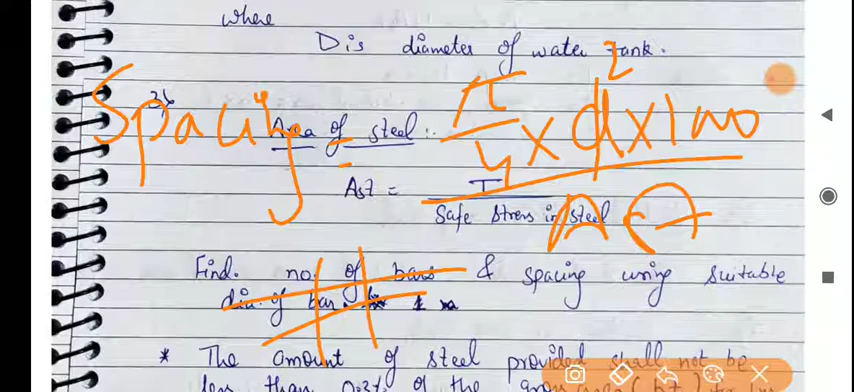 where
D is diameter of water tank.
Spacing = π/4 × d² × 1000 / Ast
Area of steel :-
Ast = T / Safe stress in steel
Find. no. of bars & spacing using suitable
dia. of bar
* The amount of steel provided shall not be
less than 0.3% of the